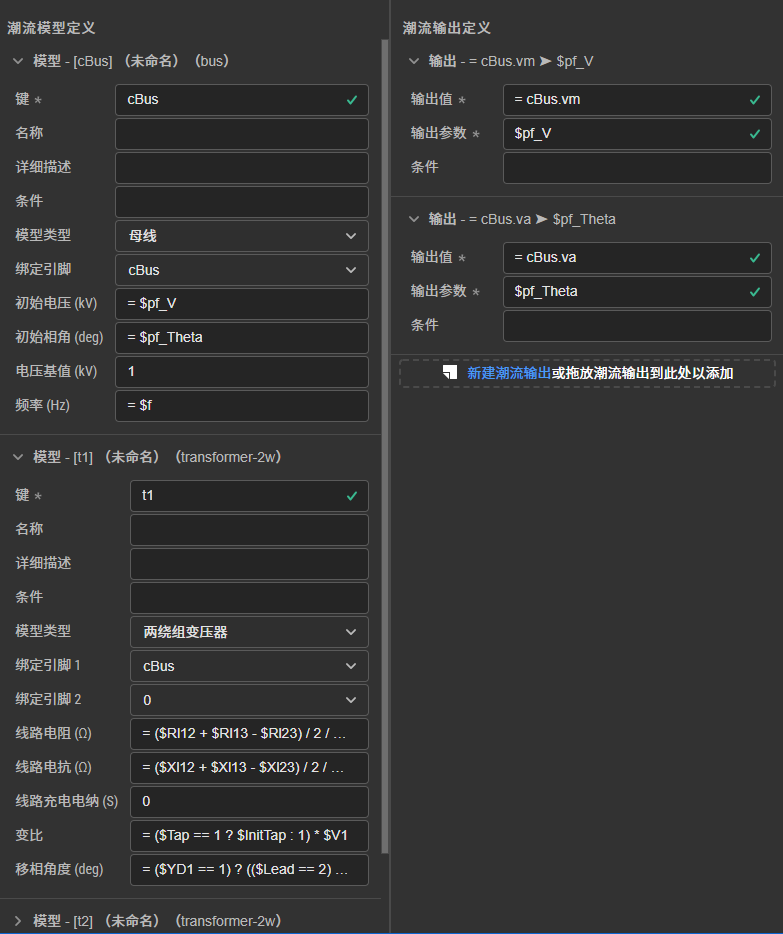 潮流模型定义
模型 - [cBus] （未命名）（bus）
键 * cBus
名称
详细描述
条件
模型类型 母线
绑定引脚 cBus
初始电压 (kV) = $pf_V
初始相角 (deg) = $pf_Theta
电压基值 (kV) 1
频率 (Hz) = $f
模型 - [t1] （未命名）（transformer-2w）
键 * t1
名称
详细描述
条件
模型类型 两绕组变压器
绑定引脚 1 cBus
绑定引脚 2 0
线路电阻 (Ω) = ($Rl12 + $Rl13 - $Rl23) / 2 / ...
线路电抗 (Ω) = ($Xl12 + $Xl13 - $Xl23) / 2 / ...
线路充电电纳 (S) 0
变比 = ($Tap == 1 ? $InitTap : 1) * $V1
移相角度 (deg) = ($YD1 == 1) ? (($Lead == 2) ...
模型 - [t2] （未命名）（transformer-2w）
潮流输出定义
输出 - = cBus.vm ➤ $pf_V
输出值 * = cBus.vm
输出参数 * $pf_V
条件
输出 - = cBus.va ➤ $pf_Theta
输出值 * = cBus.va
输出参数 * $pf_Theta
条件
新建潮流输出或拖放潮流输出到此处以添加